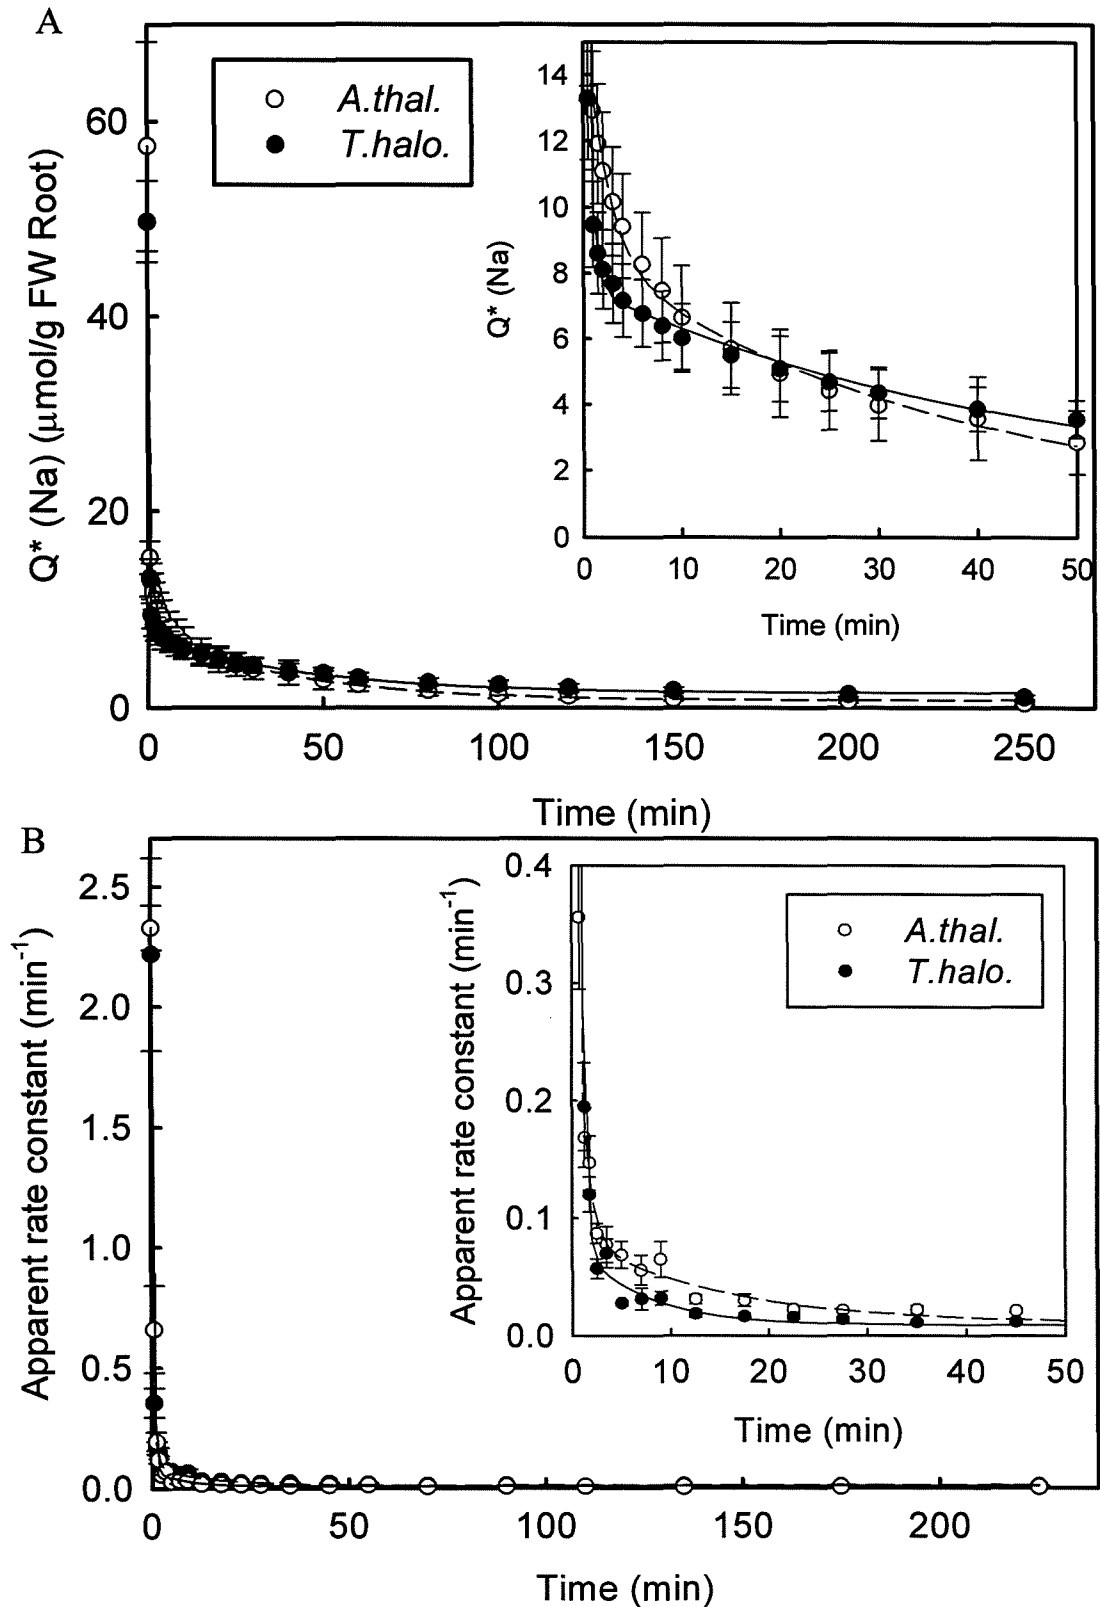 A
A.thal.
T.halo.
Q* (Na) (μmol/g FW Root)
60
40
20
0
0 50 100 150 200 250
Time (min)
Q* (Na)
14
12
10
8
6
4
2
0
0 10 20 30 40 50
Time (min)
B
Apparent rate constant (min-1)
2.5
2.0
1.5
1.0
0.5
0.0
0 50 100 150 200
Time (min)
Apparent rate constant (min-1)
0.4
0.3
0.2
0.1
0.0
A.thal.
T.halo.
0 10 20 30 40 50
Time (min)